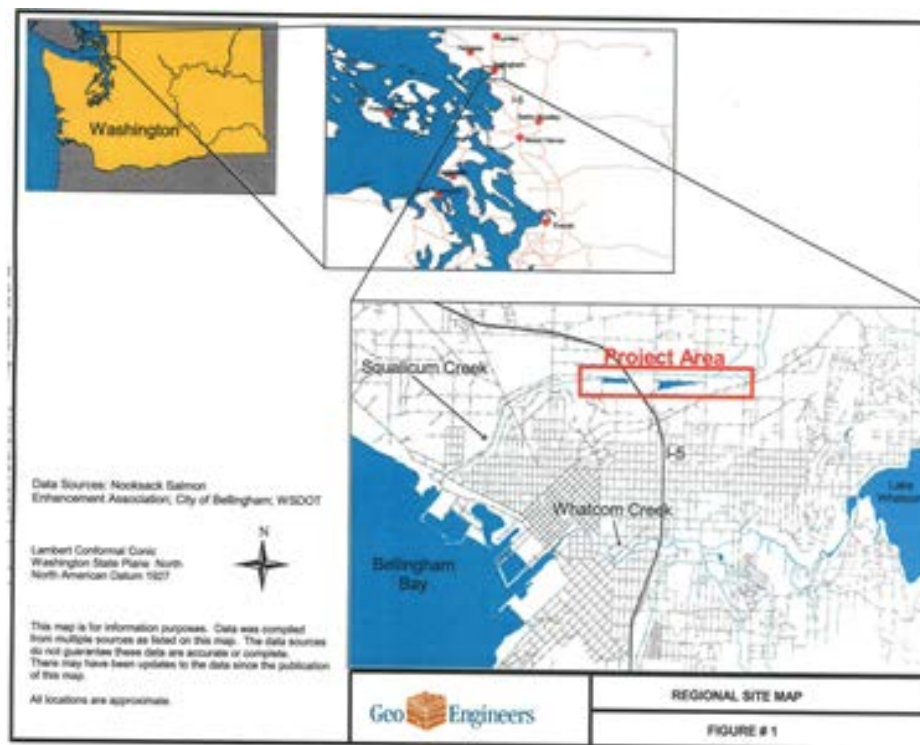 Washington
I-5
Project Area
Squalicum Creek
I-5
Lake
Whatcom Creek
Bellingham
Bay
Data Sources: Nooksack Salmon
Enhancement Association; City of Bellingham; WSDOT
N
Lambert Conformal Conic
Washington State Plane North
North American Datum 1927
This map is for information purposes. Data was compiled
from multiple sources as listed on this map. The data sources
do not guarantee these data are accurate or complete.
There may have been updates to the data since the publication
of this map.
All locations are approximate.
Geo Engineers
REGIONAL SITE MAP
FIGURE # 1